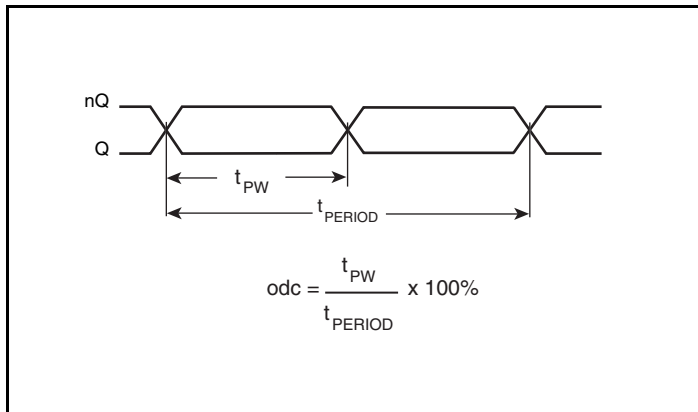 nQ
Q
tPW
tPERIOD
odc = tPW / tPERIOD x 100%